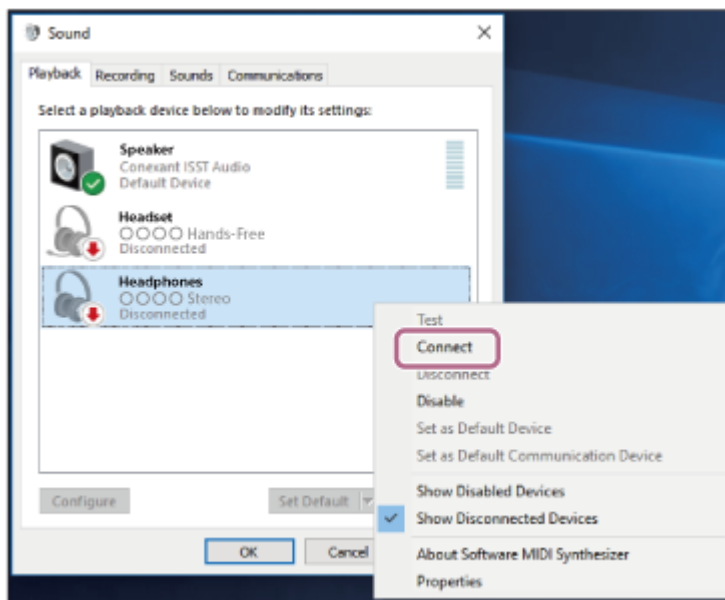 Sound
Playback Recording Sounds Communications
Select a playback device below to modify its settings:
Speaker
Conexant ISST Audio
Default Device
Headset
○○○○ Hands-Free
Disconnected
Headphones
○○○○ Stereo
Disconnected
Test
Connect
Disconnect
Disable
Set as Default Device
Set as Default Communication Device
Show Disabled Devices
Show Disconnected Devices
About Software MIDI Synthesizer
Properties
Configure Set Default
OK Cancel